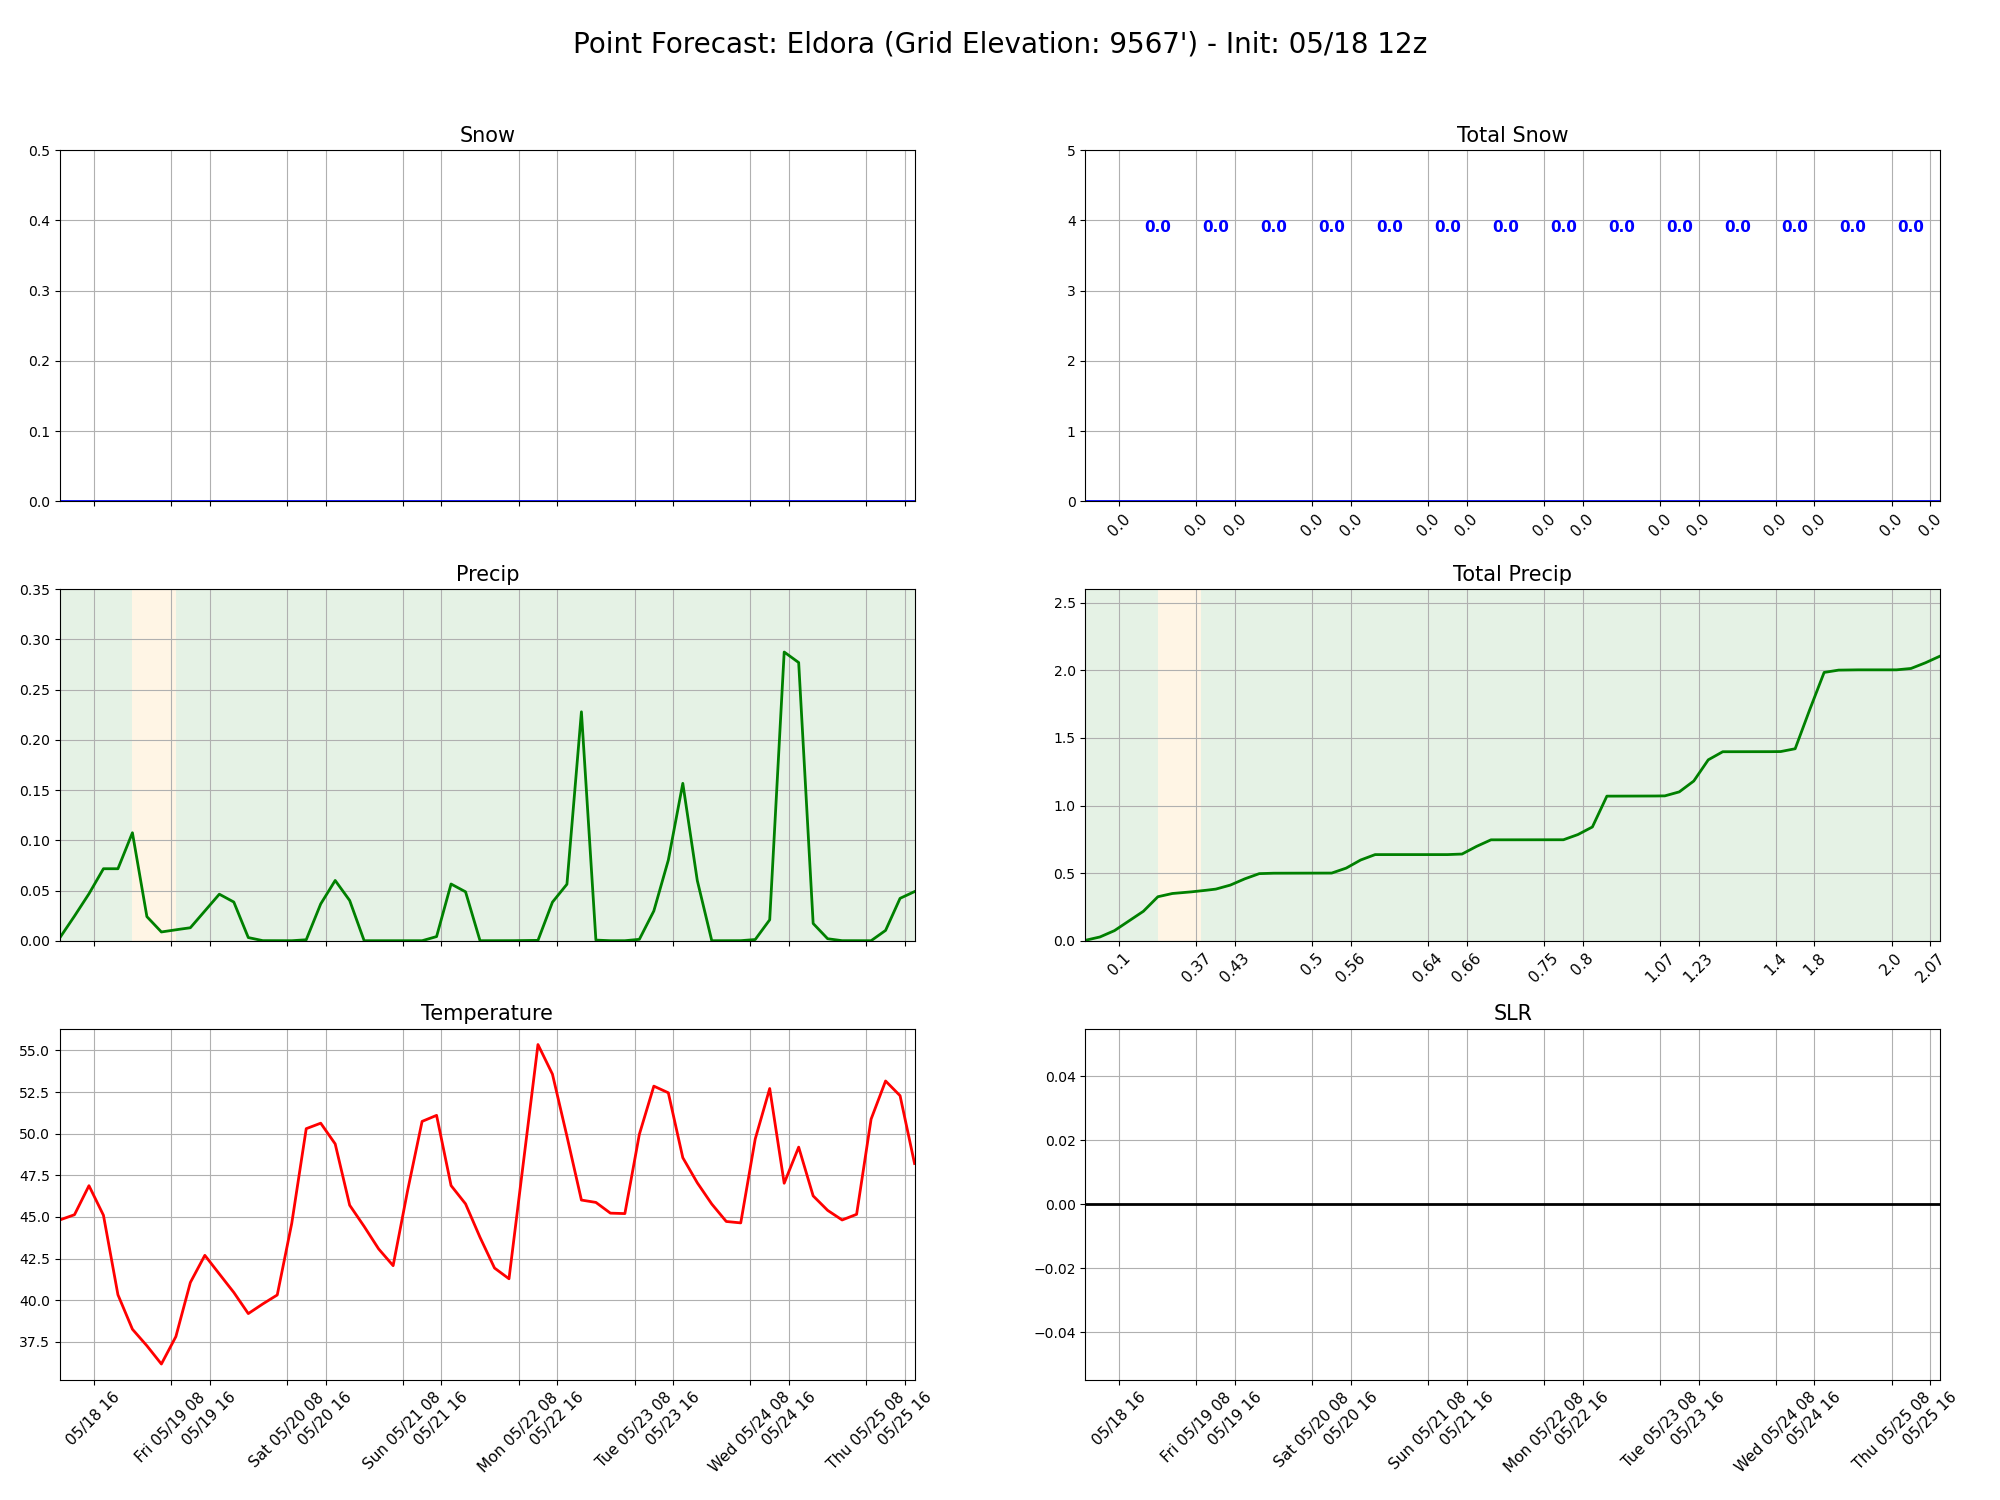 Point Forecast: Eldora (Grid Elevation: 9567') - Init: 05/18 12z
Snow
0.5
0.4
0.3
0.2
0.1
0.0
Total Snow
5
4
3
2
1
0
0.0 0.0 0.0 0.0 0.0 0.0 0.0 0.0 0.0 0.0 0.0 0.0 0.0 0.0
0.0 0.0 0.0 0.0 0.0 0.0 0.0 0.0 0.0 0.0 0.0 0.0 0.0 0.0 0.0
Precip
0.35
0.30
0.25
0.20
0.15
0.10
0.05
0.00
Total Precip
2.5
2.0
1.5
1.0
0.5
0.0
0.1 0.37 0.43 0.5 0.56 0.64 0.66 0.75 0.8 1.07 1.23 1.4 1.8 2.0 2.07
Temperature
55.0
52.5
50.0
47.5
45.0
42.5
40.0
37.5
05/18 16
Fri 05/19 08
05/19 16
Sat 05/20 08
05/20 16
Sun 05/21 08
05/21 16
Mon 05/22 08
05/22 16
Tue 05/23 08
05/23 16
Wed 05/24 08
05/24 16
Thu 05/25 08
05/25 16
SLR
0.04
0.02
0.00
−0.02
−0.04
05/18 16
Fri 05/19 08
05/19 16
Sat 05/20 08
05/20 16
Sun 05/21 08
05/21 16
Mon 05/22 08
05/22 16
Tue 05/23 08
05/23 16
Wed 05/24 08
05/24 16
Thu 05/25 08
05/25 16